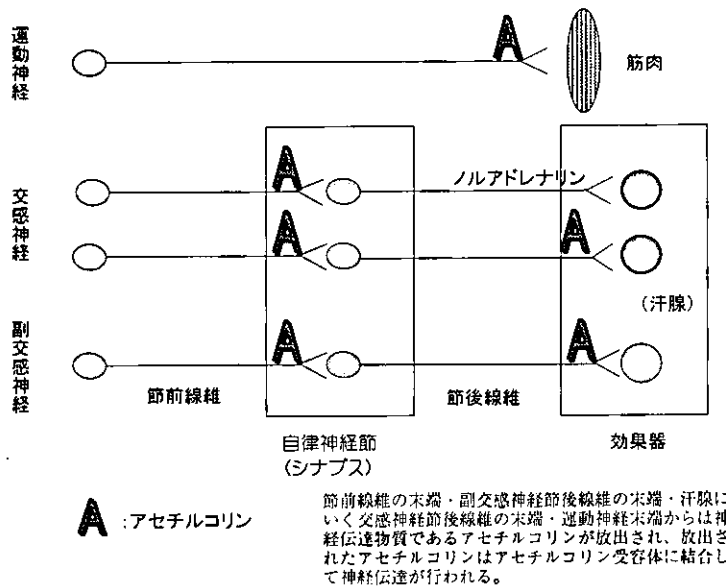 運動神経
A
筋肉
交感神経
A
ノルアドレナリン
A
A
(汗腺)
副交感神経
A
A
節前線維
節後線維
自律神経節
(シナプス)
効果器
A :アセチルコリン
節前線維の末端・副交感神経節後線維の末端・汗腺に
いく交感神経節後線維の末端・運動神経末端からは神
経伝達物質であるアセチルコリンが放出され、放出さ
れたアセチルコリンはアセチルコリン受容体に結合し
て神経伝達が行われる。